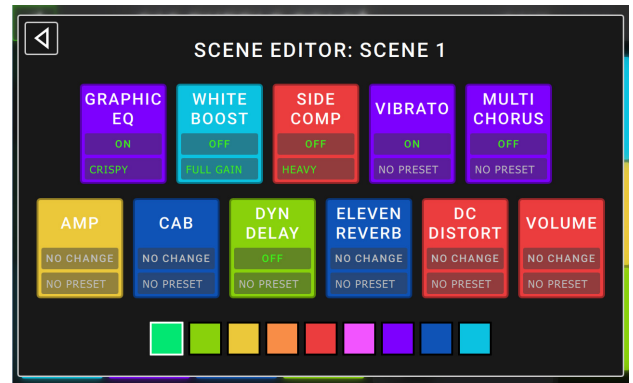 SCENE EDITOR: SCENE 1
GRAPHIC EQ
ON
CRISPY
WHITE BOOST
OFF
FULL GAIN
SIDE COMP
OFF
HEAVY
VIBRATO
ON
NO PRESET
MULTI CHORUS
OFF
NO PRESET
AMP
NO CHANGE
NO PRESET
CAB
NO CHANGE
NO PRESET
DYN DELAY
OFF
NO PRESET
ELEVEN REVERB
NO CHANGE
NO PRESET
DC DISTORT
NO CHANGE
NO PRESET
VOLUME
NO CHANGE
NO PRESET